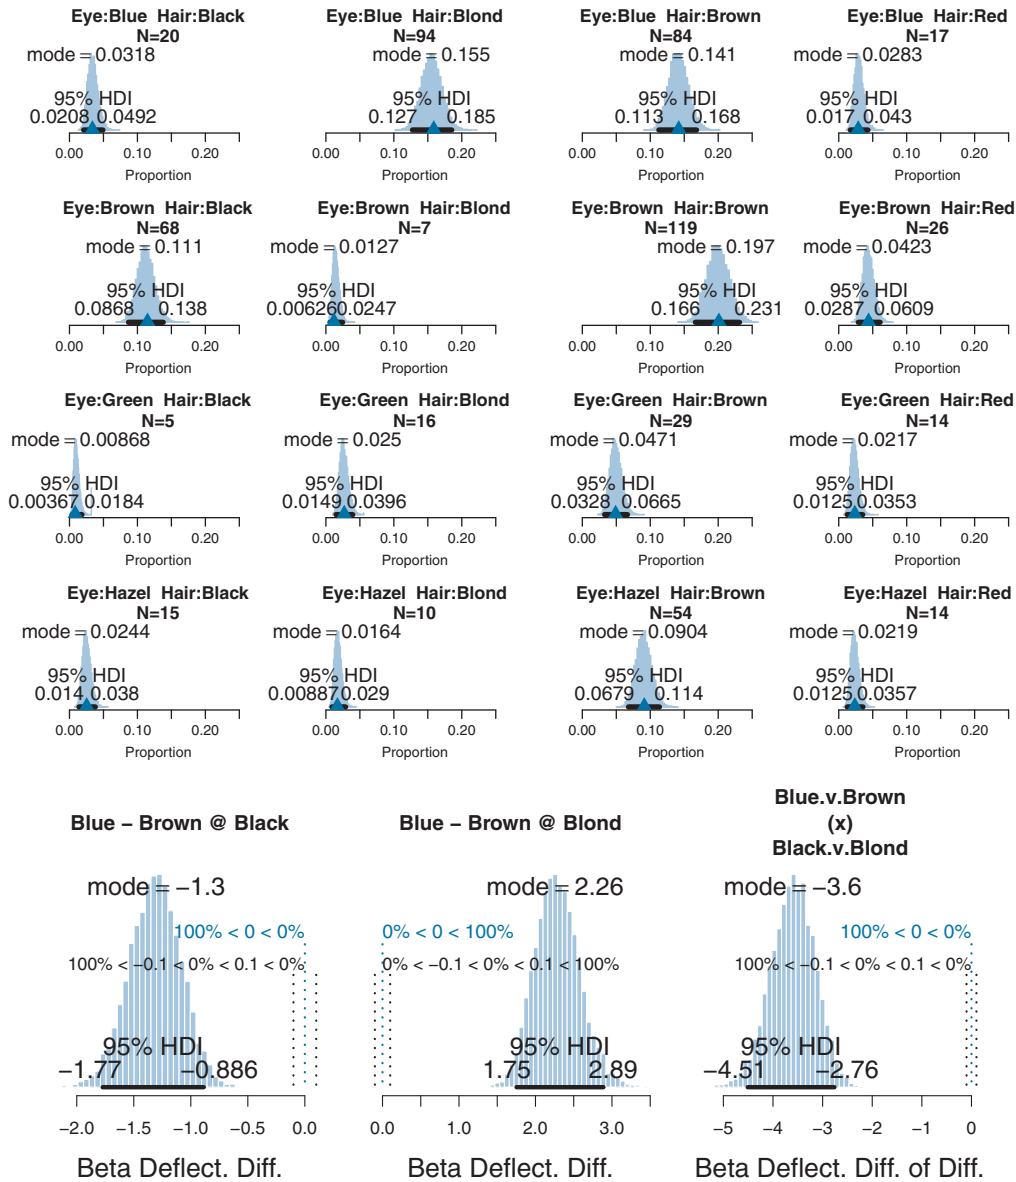 Eye:Blue Hair:Black
N=20
mode = 0.0318
95% HDI
0.0208 0.0492
0.00 0.10 0.20
Proportion
Eye:Blue Hair:Blond
N=94
mode = 0.155
95% HDI
0.127 0.185
0.00 0.10 0.20
Proportion
Eye:Blue Hair:Brown
N=84
mode = 0.141
95% HDI
0.113 0.168
0.00 0.10 0.20
Proportion
Eye:Blue Hair:Red
N=17
mode = 0.0283
95% HDI
0.017 0.043
0.00 0.10 0.20
Proportion
Eye:Brown Hair:Black
N=68
mode = 0.111
95% HDI
0.0868 0.138
0.00 0.10 0.20
Proportion
Eye:Brown Hair:Blond
N=7
mode = 0.0127
95% HDI
0.00626 0.0247
0.00 0.10 0.20
Proportion
Eye:Brown Hair:Brown
N=119
mode = 0.197
95% HDI
0.166 0.231
0.00 0.10 0.20
Proportion
Eye:Brown Hair:Red
N=26
mode = 0.0423
95% HDI
0.0287 0.0609
0.00 0.10 0.20
Proportion
Eye:Green Hair:Black
N=5
mode = 0.00868
95% HDI
0.00367 0.0184
0.00 0.10 0.20
Proportion
Eye:Green Hair:Blond
N=16
mode = 0.025
95% HDI
0.0149 0.0396
0.00 0.10 0.20
Proportion
Eye:Green Hair:Brown
N=29
mode = 0.0471
95% HDI
0.0328 0.0665
0.00 0.10 0.20
Proportion
Eye:Green Hair:Red
N=14
mode = 0.0217
95% HDI
0.0125 0.0353
0.00 0.10 0.20
Proportion
Eye:Hazel Hair:Black
N=15
mode = 0.0244
95% HDI
0.014 0.038
0.00 0.10 0.20
Proportion
Eye:Hazel Hair:Blond
N=10
mode = 0.0164
95% HDI
0.00887 0.029
0.00 0.10 0.20
Proportion
Eye:Hazel Hair:Brown
N=54
mode = 0.0904
95% HDI
0.0679 0.114
0.00 0.10 0.20
Proportion
Eye:Hazel Hair:Red
N=14
mode = 0.0219
95% HDI
0.0125 0.0357
0.00 0.10 0.20
Proportion
Blue − Brown @ Black
mode = −1.3
100% < 0 < 0%
100% < −0.1 < 0% < 0.1 < 0%
95% HDI
−1.77 −0.886
−2.0 −1.5 −1.0 −0.5 0.0
Beta Deflect. Diff.
Blue − Brown @ Blond
mode = 2.26
0% < 0 < 100%
0% < −0.1 < 0% < 0.1 < 100%
95% HDI
1.75 2.89
0.0 1.0 2.0 3.0
Beta Deflect. Diff.
Blue.v.Brown
(x)
Black.v.Blond
mode = −3.6
100% < 0 < 0%
100% < −0.1 < 0% < 0.1 < 0%
95% HDI
−4.51 −2.76
−5 −4 −3 −2 −1 0
Beta Deflect. Diff. of Diff.